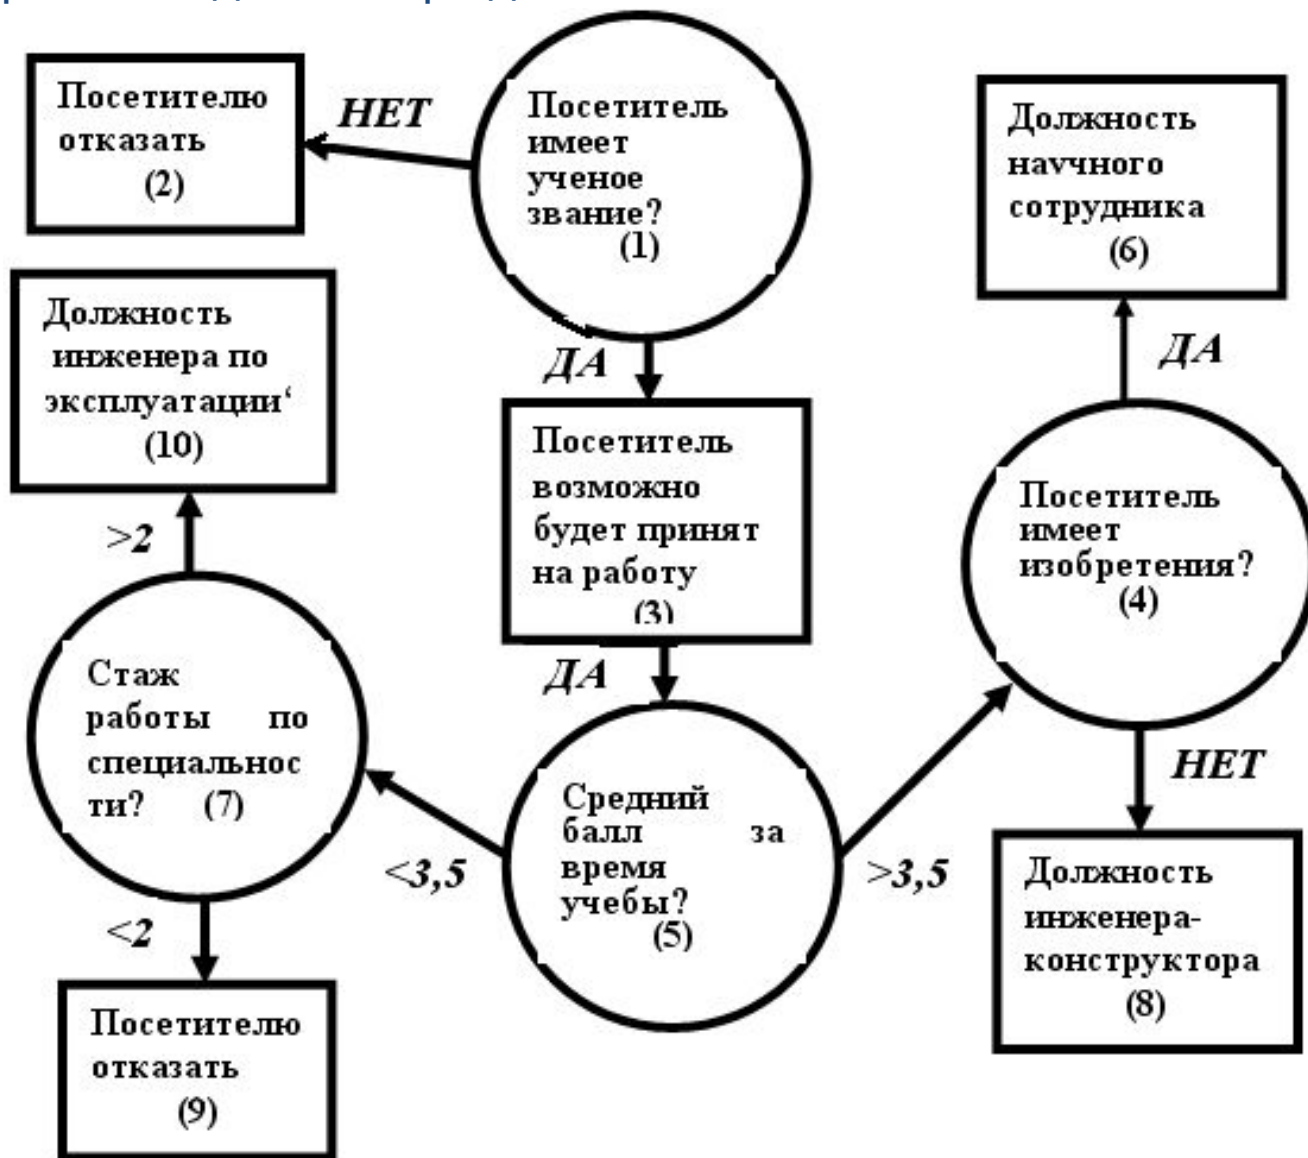 Посетителю
отказать
(2)
НЕТ
Посетитель
имеет
ученое
звание?
(1)
Должность
научного
сотрудника
(6)
Должность
инженера по
эксплуатации‘
(10)
ДА
ДА
Посетитель
возможно
будет принят
на работу
(3)
Посетитель
имеет
изобретения?
(4)
>2
ДА
Стаж
работы по
специальнос
ти? (7)
НЕТ
Средний
балл за
время
учебы?
(5)
<3,5
>3,5
Должность
инженера-
конструктора
(8)
<2
Посетителю
отказать
(9)